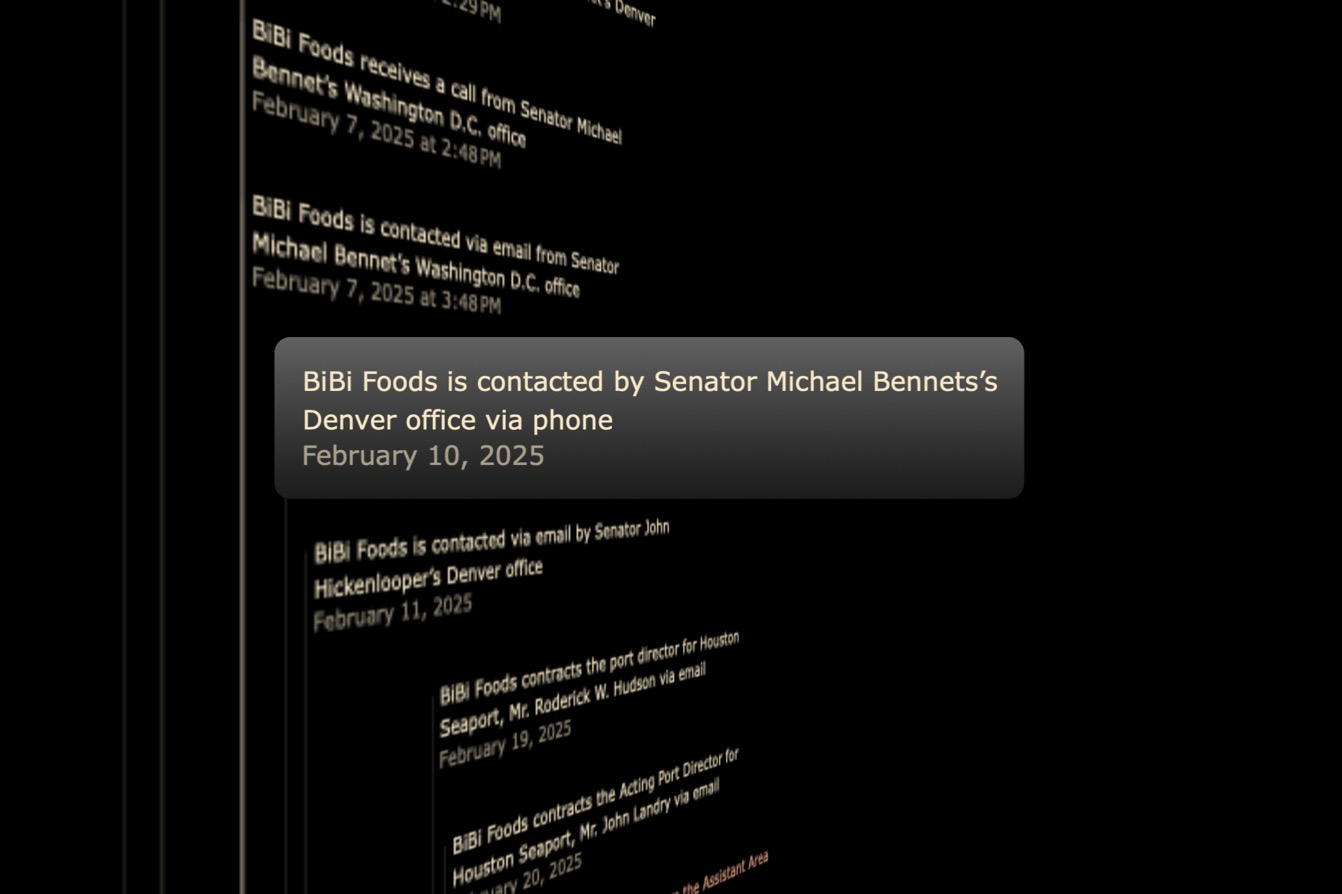 2:29 PM
Denver
BiBi Foods receives a call from Senator Michael
Bennet’s Washington D.C. office
February 7, 2025 at 2:48 PM
BiBi Foods is contacted via email from Senator
Michael Bennet’s Washington D.C. office
February 7, 2025 at 3:48 PM
BiBi Foods is contacted by Senator Michael Bennets’s
Denver office via phone
February 10, 2025
BiBi Foods is contacted via email by Senator John
Hickenlooper’s Denver office
February 11, 2025
BiBi Foods contracts the port director for Houston
Seaport, Mr. Roderick W. Hudson via email
February 19, 2025
BiBi Foods contracts the Acting Port Director for
Houston Seaport, Mr. John Landry via email
20, 2025
the Assistant Area